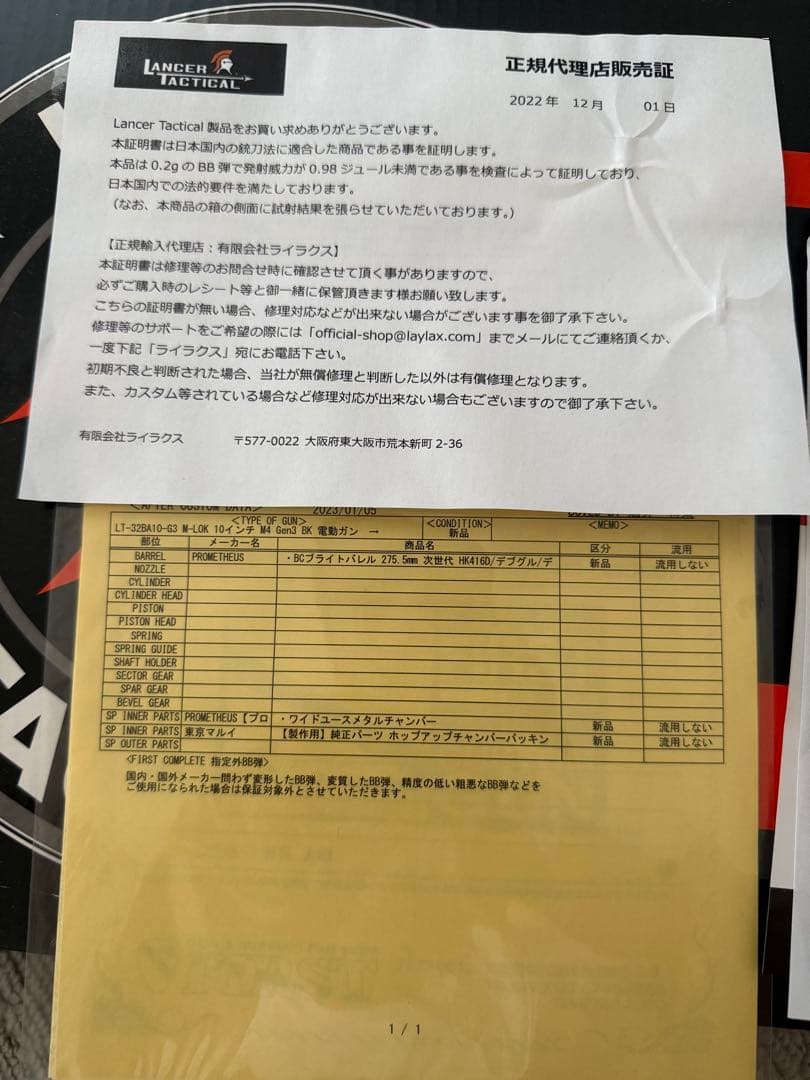 LANCER
TACTICAL
正規代理店販売証
2022 年 12 月 01 日
Lancer Tactical 製品をお買い求めありがとうございます。
本証明書は日本国内の銃刀法に適合した商品である事を証明します。
本品は 0.2g の BB 弾で発射威力が 0.98 ジュール未満である事を検査によって証明しており、
日本国内での法的要件を満たしております。
（なお、本商品の箱の側面に試射結果を張らせていただいております。）
【正規輸入代理店：有限会社ライラクス】
本証明書は修理等のお問合せ時に確認させて頂く事がありますので、
必ずご購入時のレシート等と御一緒に保管頂きます様お願い致します。
こちらの証明書が無い場合、修理対応などが出来ない場合がございます事を御了承下さい。
修理等のサポートをご希望の際には「official-shop@laylax.com」までメールにてご連絡頂くか、
一度下記「ライラクス」宛にお電話下さい。
初期不良と判断された場合、当社が無償修理と判断した以外は有償修理となります。
また、カスタム等されている場合など修理対応が出来ない場合もございますので御了承下さい。
有限会社ライラクス 〒577-0022 大阪府東大阪市荒本新町 2-36
<AFTER CUSTOM DATA> 2023/01/05
<TYPE OF GUN> <CONDITION> <MEMO>
LT-32BA10-G3 M-LOK 10インチ M4 Gen3 BK 電動ガン → 新品
部位 メーカー名 商品名 区分 流用
BARREL PROMETHEUS ・BCブライトバレル 275.5mm 次世代 HK416D/デブグル/デ 新品 流用しない
NOZZLE
CYLINDER
CYLINDER HEAD
PISTON
PISTON HEAD
SPRING
SPRING GUIDE
SHAFT HOLDER
SECTOR GEAR
SPAR GEAR
BEVEL GEAR
SP INNER PARTS PROMETHEUS【プロ ・ワイドユースメタルチャンバー 新品 流用しない
SP INNER PARTS 東京マルイ 【製作用】純正パーツ ホップアップチャンバーパッキン 新品 流用しない
SP OUTER PARTS
<FIRST COMPLETE 指定外BB弾>
国内・国外メーカー問わず変形したBB弾、変質したBB弾、精度の低い粗悪なBB弾などを
ご使用になられた場合は保証対象外とさせていただきます。
1 / 1